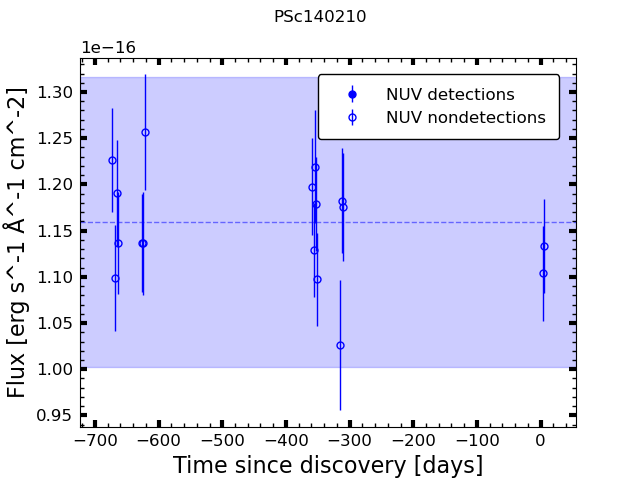 PSc140210
1e−16
NUV detections
NUV nondetections
1.30
1.25
1.20
1.15
1.10
1.05
1.00
0.95
Flux [erg s^-1 Å^-1 cm^-2]
−700 −600 −500 −400 −300 −200 −100 0
Time since discovery [days]